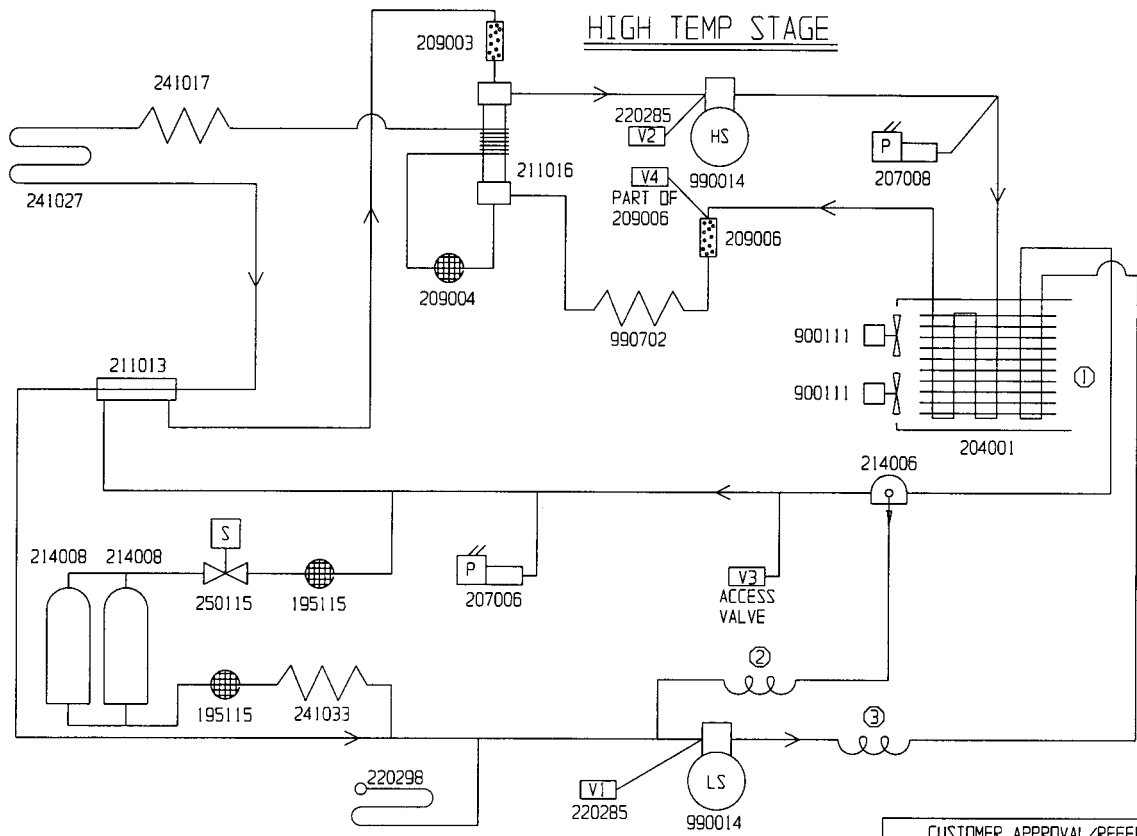 HIGH TEMP STAGE
209003
241017
220285
V2
HS
990014
P
207008
211016
V4
PART OF
209006
209006
241027
209004
990702
900111
900111
1
204001
211013
214006
S
214008
214008
250115
195115
P
207006
V3
ACCESS
VALVE
2
195115
241033
3
220298
V1
220285
LS
990014